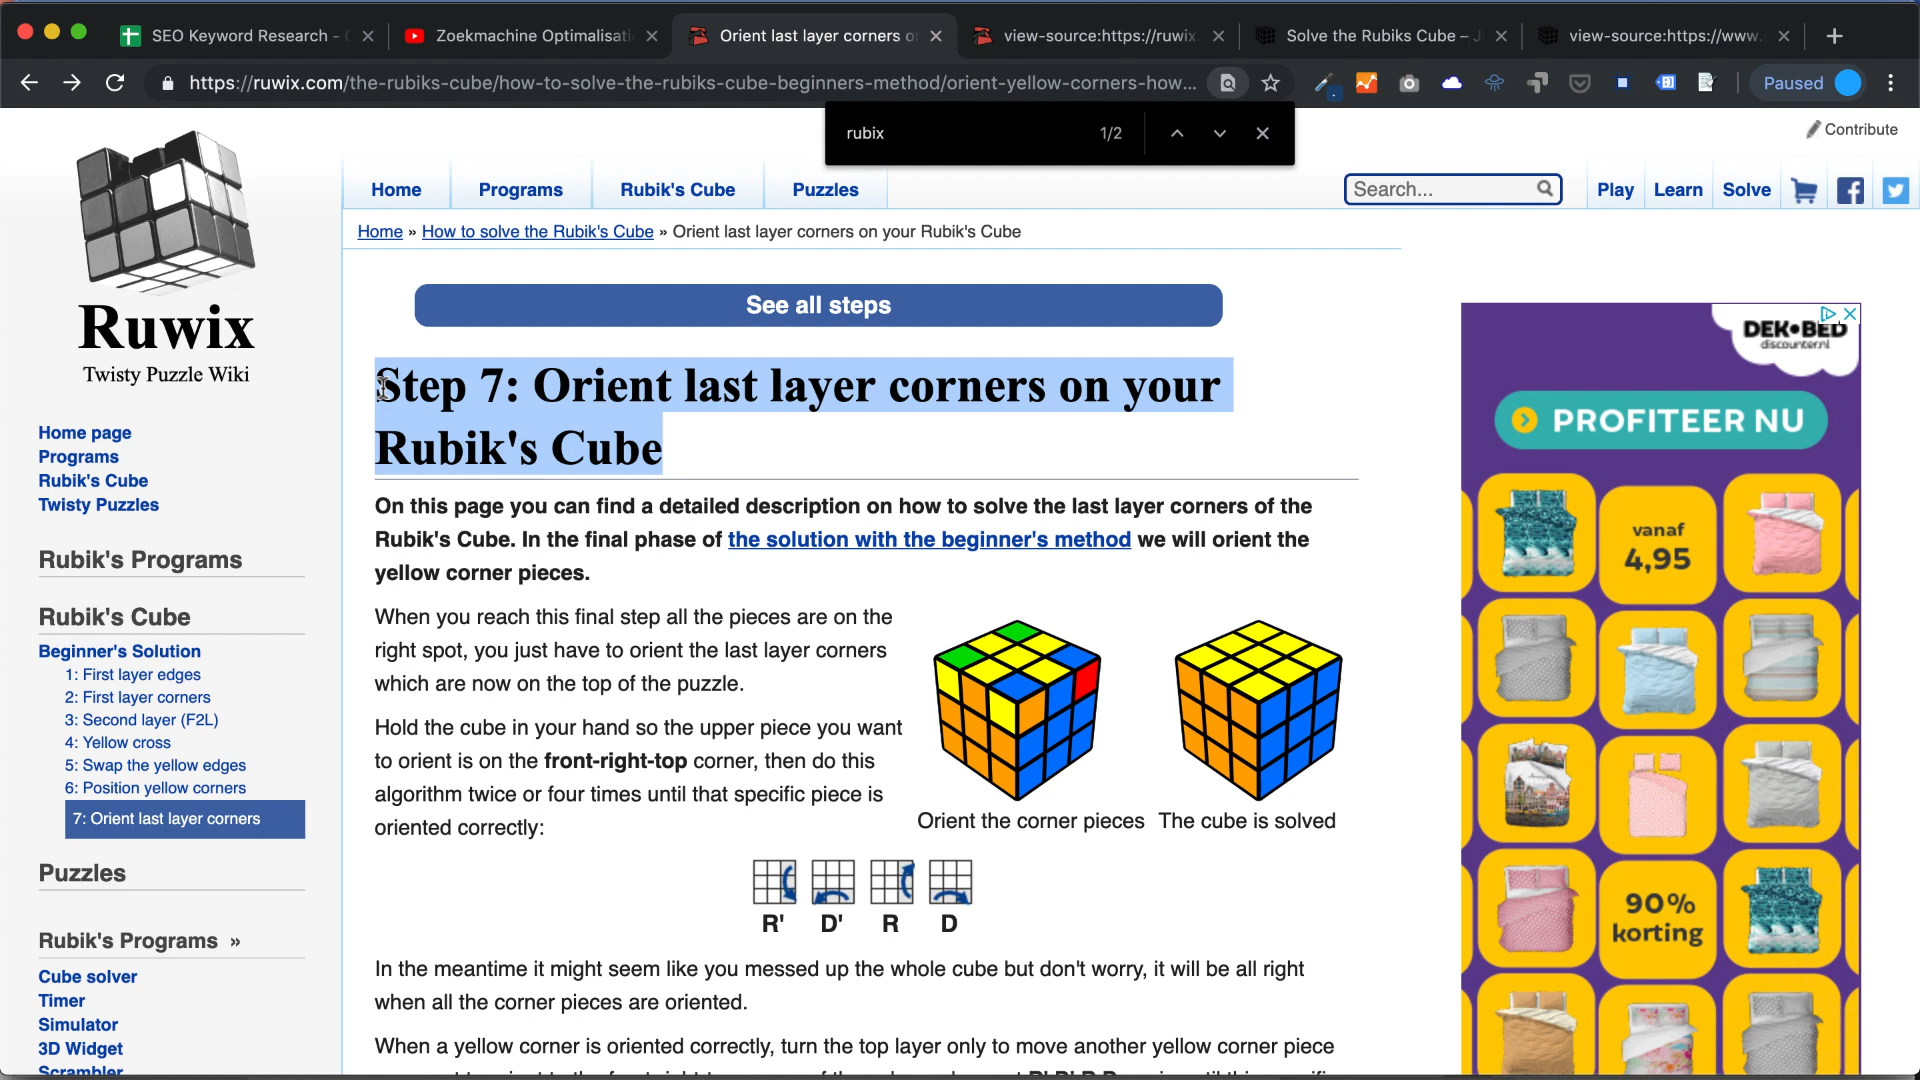 SEO Keyword Research -
Zoekmachine Optimalisati
Orient last layer corners o
view-source:https://ruwix.
Solve the Rubiks Cube –
view-source:https://www.
https://ruwix.com/the-rubiks-cube/how-to-solve-the-rubiks-cube-beginners-method/orient-yellow-corners-how...
Paused
rubix
1/2
Contribute
Home
Programs
Rubik's Cube
Puzzles
Search...
Play
Learn
Solve
Home » How to solve the Rubik's Cube » Orient last layer corners on your Rubik's Cube
Ruwix
Twisty Puzzle Wiki
Home page
Programs
Rubik's Cube
Twisty Puzzles
Rubik's Programs
Rubik's Cube
Beginner's Solution
1: First layer edges
2: First layer corners
3: Second layer (F2L)
4: Yellow cross
5: Swap the yellow edges
6: Position yellow corners
7: Orient last layer corners
Puzzles
Rubik's Programs »
Cube solver
Timer
Simulator
3D Widget
Scrambler
See all steps
Step 7: Orient last layer corners on your
Rubik's Cube
On this page you can find a detailed description on how to solve the last layer corners of the
Rubik's Cube. In the final phase of the solution with the beginner's method we will orient the
yellow corner pieces.
When you reach this final step all the pieces are on the
right spot, you just have to orient the last layer corners
which are now on the top of the puzzle.
Hold the cube in your hand so the upper piece you want
to orient is on the front-right-top corner, then do this
algorithm twice or four times until that specific piece is
oriented correctly:
Orient the corner pieces
The cube is solved
R' D' R D
In the meantime it might seem like you messed up the whole cube but don't worry, it will be all right
when all the corner pieces are oriented.
When a yellow corner is oriented correctly, turn the top layer only to move another yellow corner piece
DEK•BED
discounter.nl
PROFITEER NU
vanaf
4,95
90%
korting